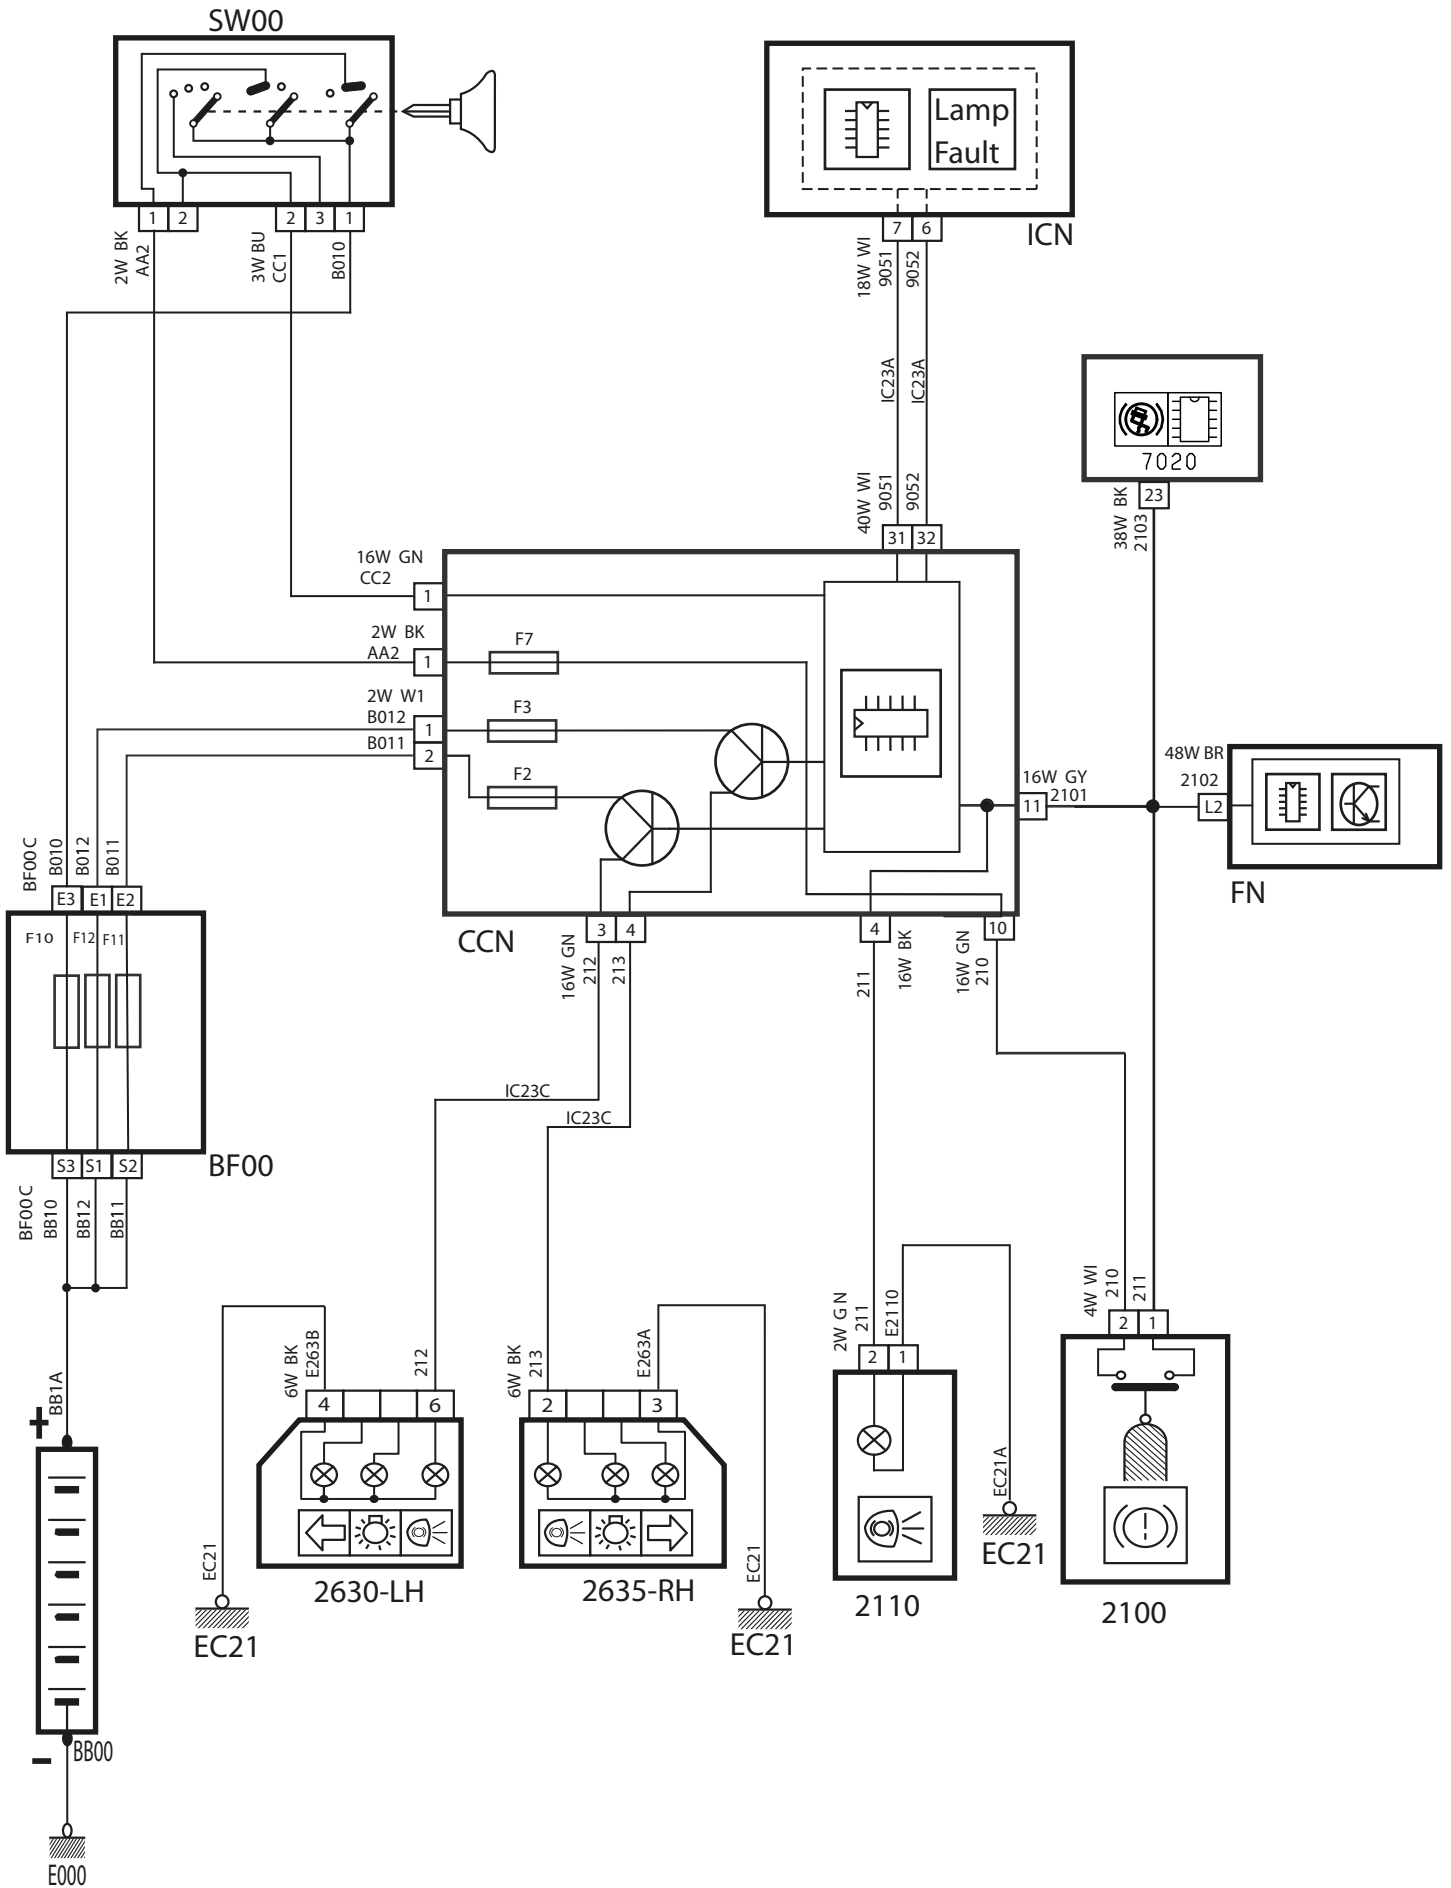 SW00
1
2
2
3
1
2W BK
AA2
3W BU
CC1
B010
Lamp
Fault
7
6
ICN
18W WI
9051
9052
IC23A
IC23A
40W WI
9051
9052
31
32
7020
23
38W BK
2103
16W GN
CC2
1
2W BK
AA2
1
F7
2W W1
B012
1
F3
B011
2
F2
16W GY
2101
11
48W BR
2102
L2
FN
CCN
3
4
16W GN
212
213
4
211
16W BK
10
16W GN
210
BF00C
B010
B012
B011
E3
E1
E2
F10
F12
F11
S3
S1
S2
BF00
BF00C
BB10
BB12
BB11
IC23C
IC23C
BB1A
+
–
BB00
E000
6W BK
E263B
212
4
6
2630-LH
EC21
EC21
6W BK
213
E263A
2
3
2635-RH
EC21
EC21
2W GN
211
E2110
2
1
2110
EC21A
EC21
4W WI
210
211
2
1
2100